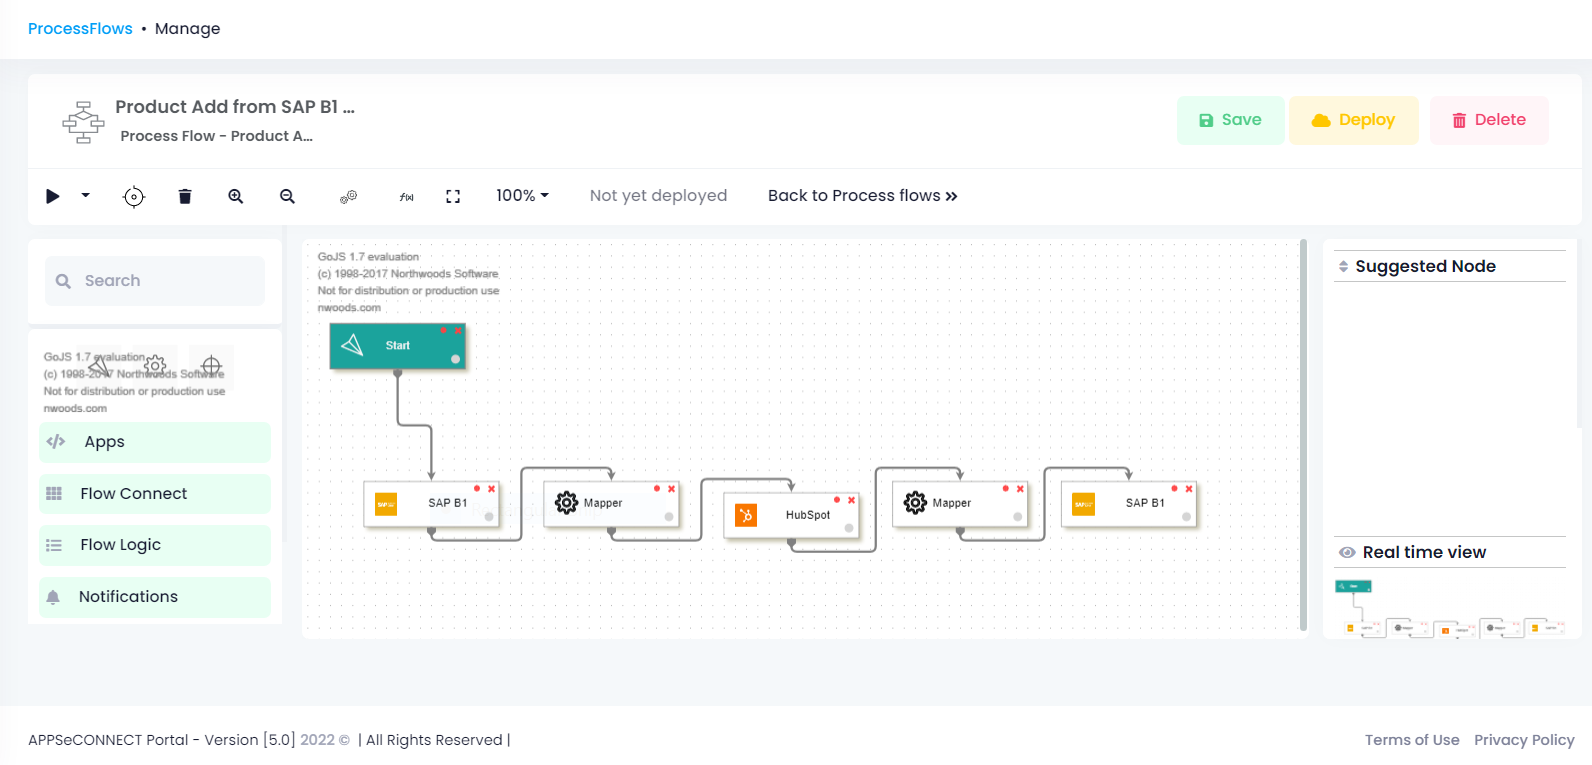 ProcessFlows • Manage
Product Add from SAP B1 ...
Process Flow - Product A...
Save
Deploy
Delete
f(x)
100%
Not yet deployed
Back to Process flows »
Search
GoJS 1.7 evaluation
(c) 1998-2017 Northwoods Software
Not for distribution or production use
nwoods.com
Apps
Flow Connect
Flow Logic
Notifications
GoJS 1.7 evaluation
(c) 1998-2017 Northwoods Software
Not for distribution or production use
nwoods.com
Start
SAP B1
Mapper
HubSpot
Mapper
SAP B1
Suggested Node
Real time view
APPSeCONNECT Portal - Version [5.0] 2022 © | All Rights Reserved |
Terms of Use Privacy Policy